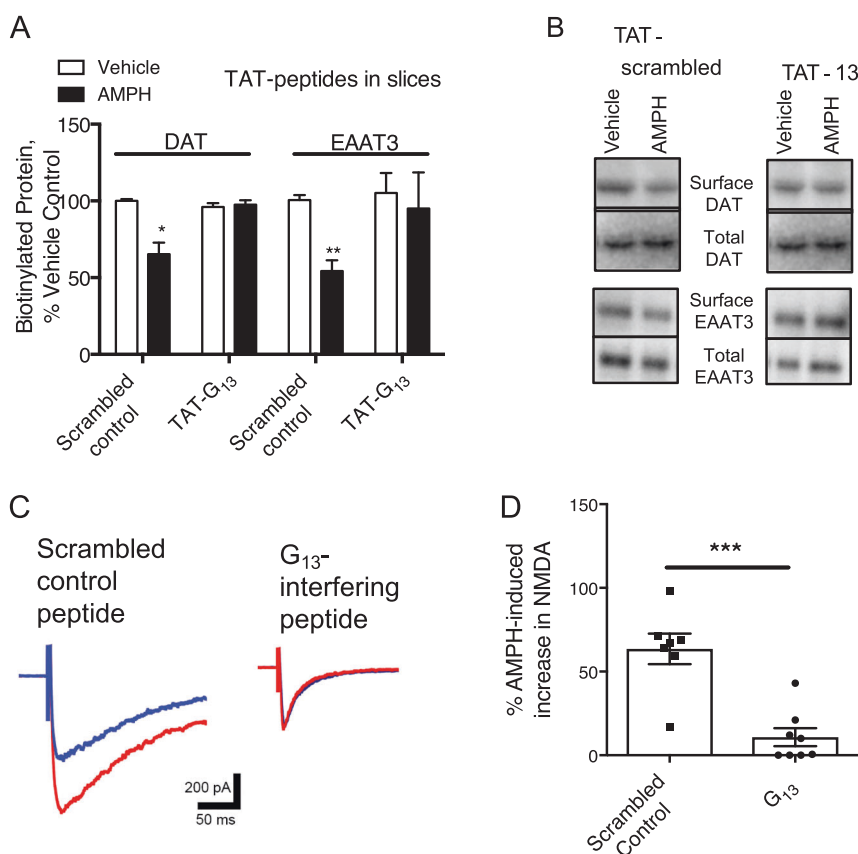 A
Vehicle
AMPH
TAT-peptides in slices
DAT
EAAT3
Biotinylated Protein,
% Vehicle Control
150
100
50
0
*
**
Scrambled
control
TAT-G13
Scrambled
control
TAT-G13
B
TAT -
scrambled
TAT - 13
Vehicle
AMPH
Vehicle
AMPH
Surface
DAT
Total
DAT
Surface
EAAT3
Total
EAAT3
C
Scrambled
control
peptide
G13-
interfering
peptide
200 pA
50 ms
D
% AMPH-induced
increase in NMDA
150
100
50
0
***
Scrambled
Control
G13